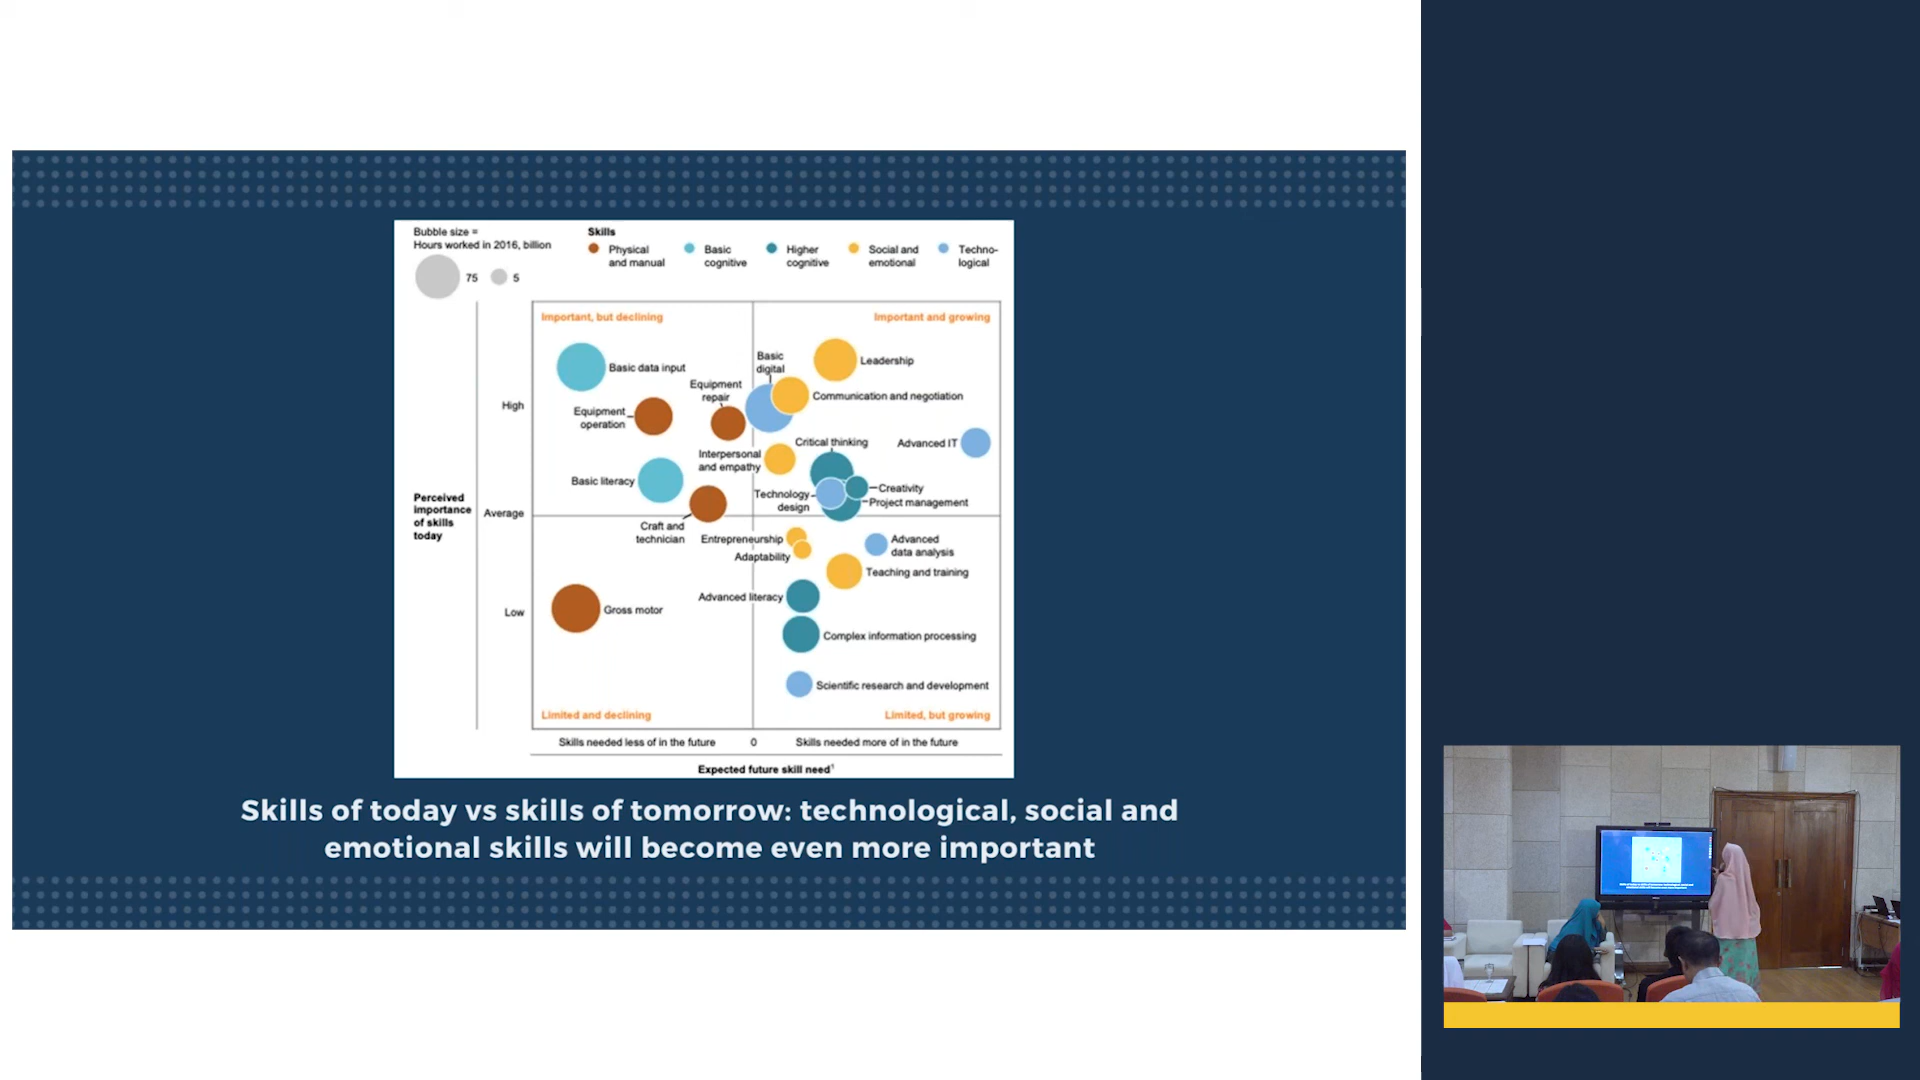 Bubble size =
Hours worked in 2016, billion
75
5
Skills
Physical
and manual
Basic
cognitive
Higher
cognitive
Social and
emotional
Techno-
logical
Important, but declining
Important and growing
Basic data input
Equipment
operation
Equipment
repair
Basic
digital
Leadership
Communication and negotiation
Critical thinking
Advanced IT
Interpersonal
and empathy
Basic literacy
Technology
design
Creativity
Project management
Craft and
technician
Entrepreneurship
Adaptability
Advanced
data analysis
Teaching and training
Advanced literacy
Gross motor
Complex information processing
Scientific research and development
Limited and declining
Limited, but growing
High
Average
Low
Perceived
importance
of skills
today
Skills needed less of in the future
0
Skills needed more of in the future
Expected future skill need¹
Skills of today vs skills of tomorrow: technological, social and
emotional skills will become even more important